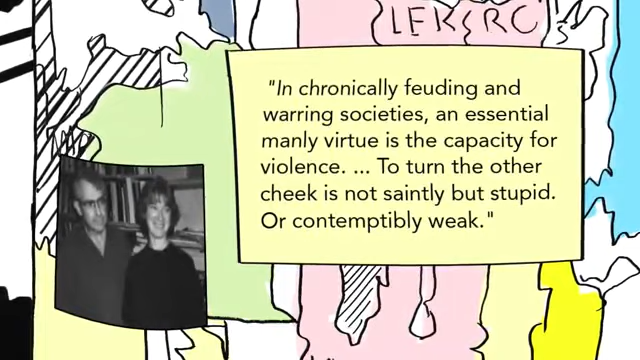 LFK RC
"In chronically feuding and
warring societies, an essential
manly virtue is the capacity for
violence. ... To turn the other
cheek is not saintly but stupid.
Or contemptibly weak."